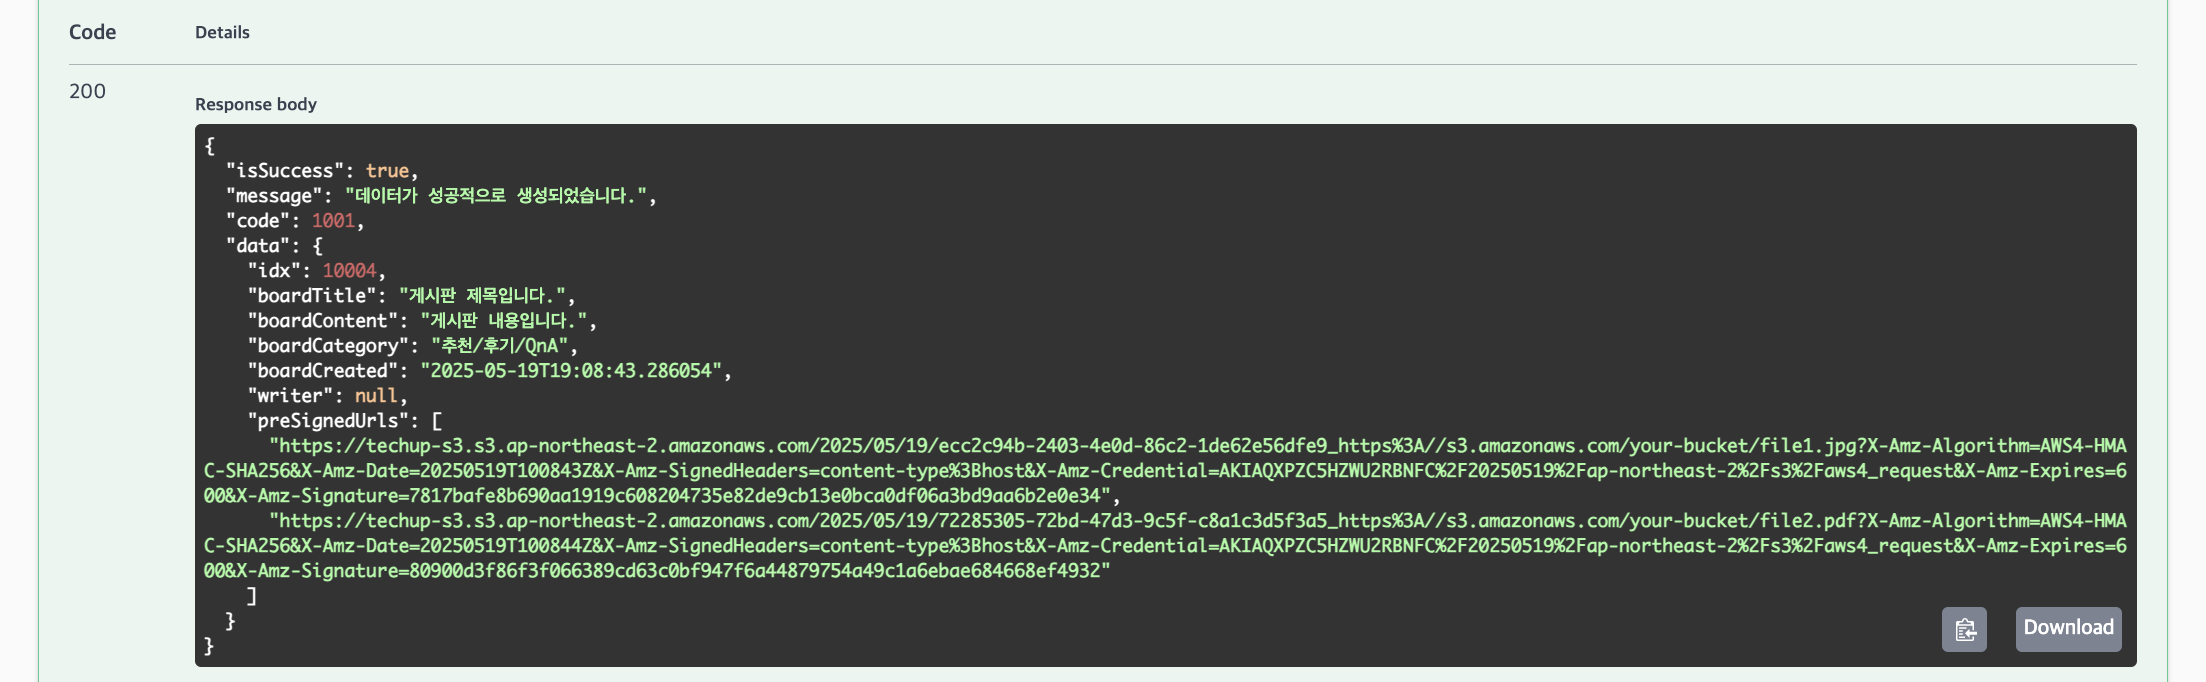 Code Details
200
Response body
{
"isSuccess": true,
"message": "데이터가 성공적으로 생성되었습니다.",
"code": 1001,
"data": {
"idx": 10004,
"boardTitle": "게시판 제목입니다.",
"boardContent": "게시판 내용입니다.",
"boardCategory": "추천/후기/QnA",
"boardCreated": "2025-05-19T19:08:43.286054",
"writer": null,
"preSignedUrls": [
"https://techup-s3.s3.ap-northeast-2.amazonaws.com/2025/05/19/ecc2c94b-2403-4e0d-86c2-1de62e56dfe9_https%3A//s3.amazonaws.com/your-bucket/file1.jpg?X-Amz-Algorithm=AWS4-HMA
C-SHA256&X-Amz-Date=20250519T100843Z&X-Amz-SignedHeaders=content-type%3Bhost&X-Amz-Credential=AKIAQXPZC5HZWU2RBNFC%2F20250519%2Fap-northeast-2%2Fs3%2Faws4_request&X-Amz-Expires=6
00&X-Amz-Signature=7817bafe8b690aa1919c608204735e82de9cb13e0bca0df06a3bd9aa6b2e0e34",
"https://techup-s3.s3.ap-northeast-2.amazonaws.com/2025/05/19/72285305-72bd-47d3-9c5f-c8a1c3d5f3a5_https%3A//s3.amazonaws.com/your-bucket/file2.pdf?X-Amz-Algorithm=AWS4-HMA
C-SHA256&X-Amz-Date=20250519T100844Z&X-Amz-SignedHeaders=content-type%3Bhost&X-Amz-Credential=AKIAQXPZC5HZWU2RBNFC%2F20250519%2Fap-northeast-2%2Fs3%2Faws4_request&X-Amz-Expires=6
00&X-Amz-Signature=80900d3f86f3f066389cd63c0bf947f6a44879754a49c1a6ebae684668ef4932"
]
}
}
Download